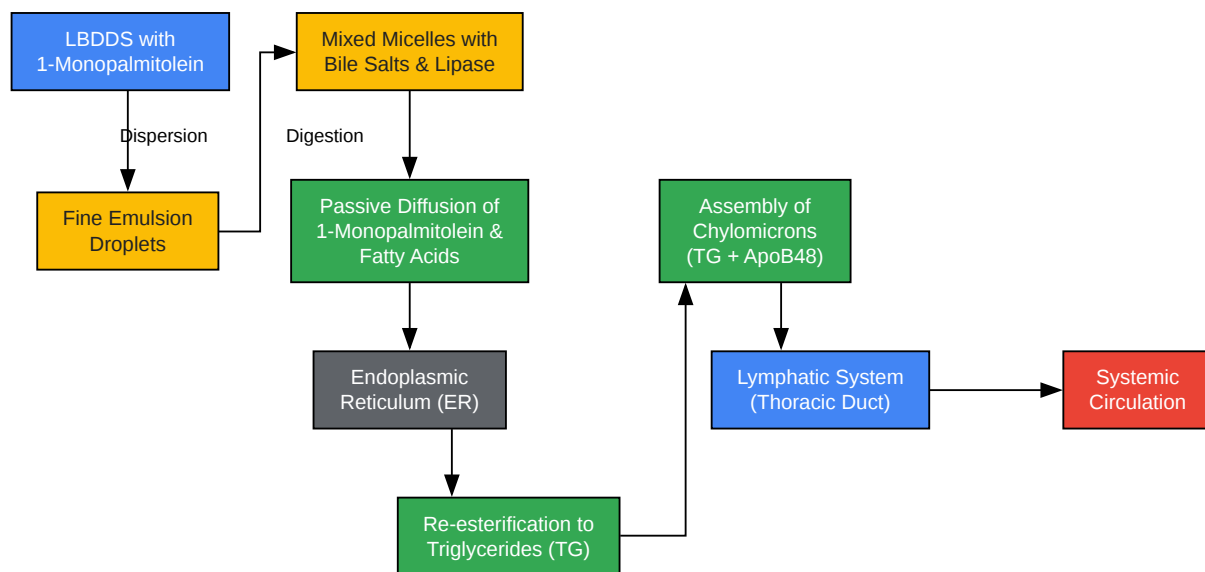 LBDDS with
1-Monopalmitolein
Dispersion
Fine Emulsion
Droplets
Mixed Micelles with
Bile Salts & Lipase
Digestion
Passive Diffusion of
1-Monopalmitolein &
Fatty Acids
Endoplasmic
Reticulum (ER)
Re-esterification to
Triglycerides (TG)
Assembly of
Chylomicrons
(TG + ApoB48)
Lymphatic System
(Thoracic Duct)
Systemic
Circulation